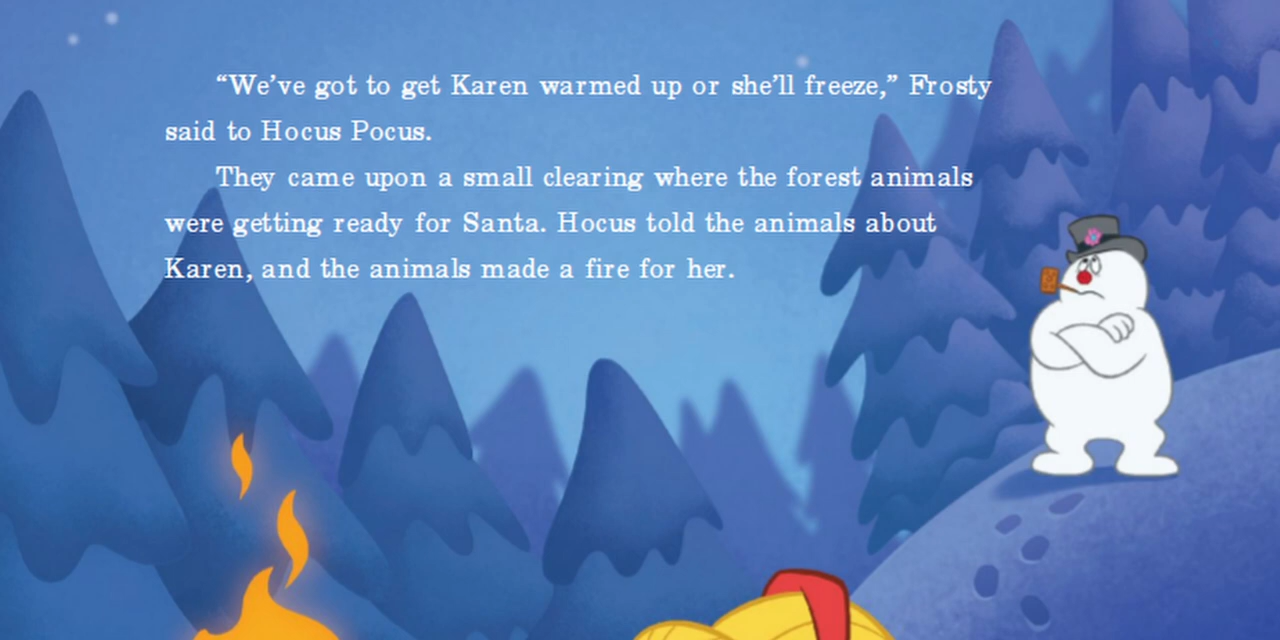 “We’ve got to get Karen warmed up or she’ll freeze,” Frosty
said to Hocus Pocus.
They came upon a small clearing where the forest animals
were getting ready for Santa. Hocus told the animals about
Karen, and the animals made a fire for her.